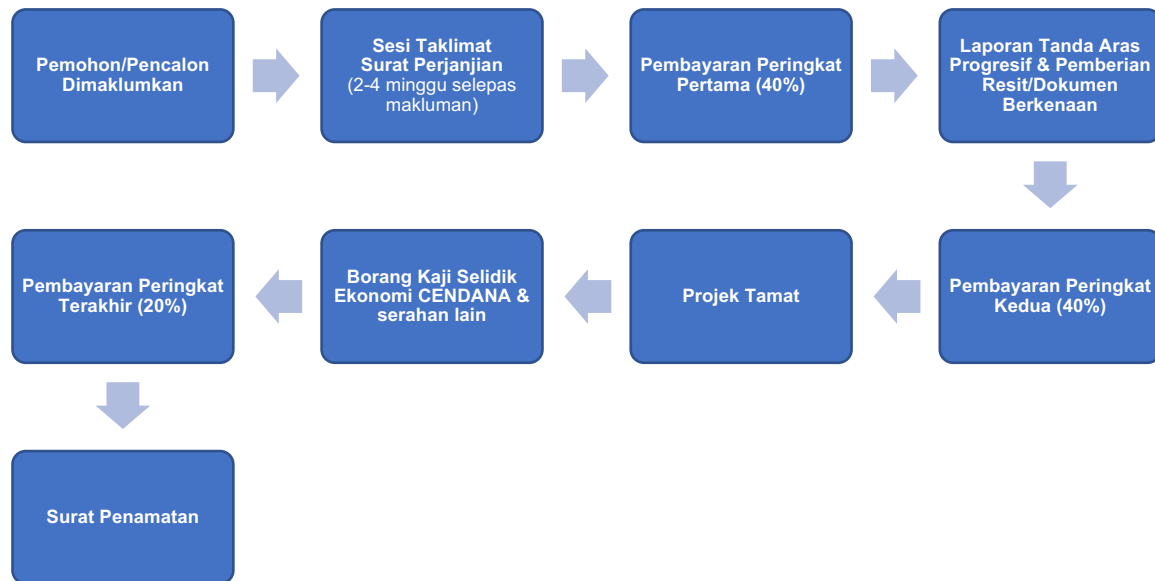 Pemohon/Pencalon
Dimaklumkan
Sesi Taklimat
Surat Perjanjian
(2-4 minggu selepas
makluman)
Pembayaran Peringkat
Pertama (40%)
Laporan Tanda Aras
Progresif & Pemberian
Resit/Dokumen
Berkenaan
Pembayaran Peringkat
Kedua (40%)
Projek Tamat
Borang Kaji Selidik
Ekonomi CENDANA &
serahan lain
Pembayaran Peringkat
Terakhir (20%)
Surat Penamatan